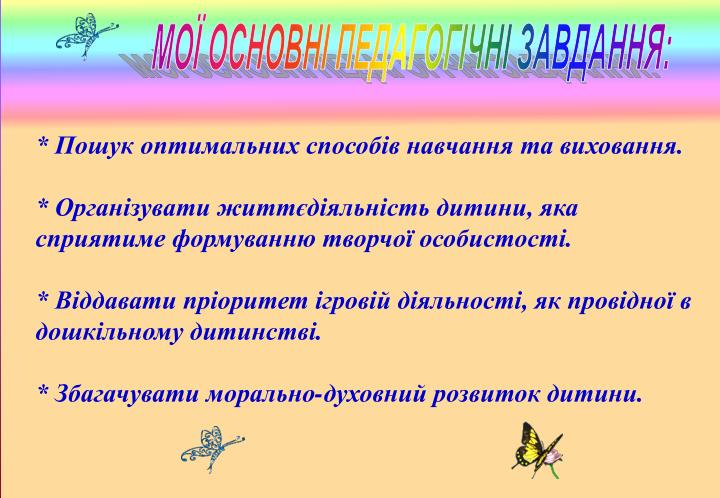 МОЇ ОСНОВНІ ПЕДАГОГІЧНІ ЗАВДАННЯ:
* Пошук оптимальних способів навчання та виховання.
* Організувати життєдіяльність дитини, яка
сприятиме формуванню творчої особистості.
* Віддавати пріоритет ігровій діяльності, як провідної в
дошкільному дитинстві.
* Збагачувати морально-духовний розвиток дитини.